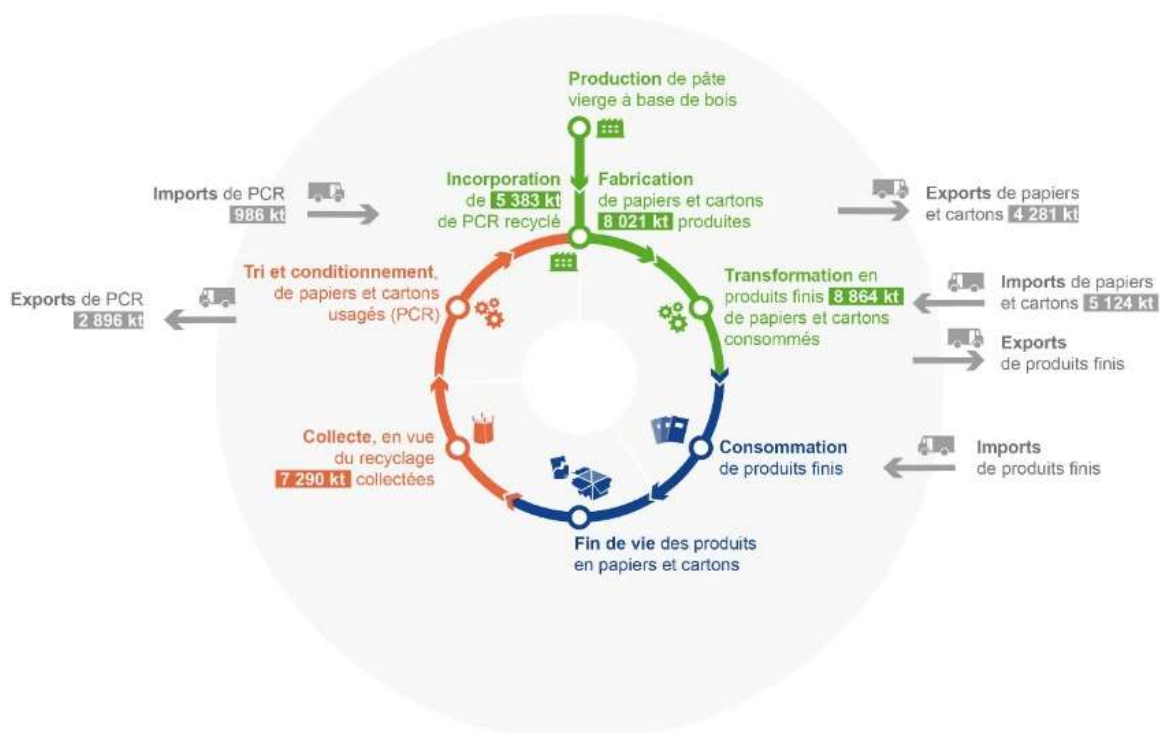 Production de pâte
vierge à base de bois
Imports de PCR
986 kt
Incorporation
de 5 383 kt
de PCR recyclé
Fabrication
de papiers et cartons
8 021 kt produites
Exports de papiers
et cartons 4 281 kt
Exports de PCR
2 896 kt
Tri et conditionnement,
de papiers et cartons
usagés (PCR)
Transformation en
produits finis 8 864 kt
de papiers et cartons
consommés
Imports de papiers
et cartons 5 124 kt
Exports
de produits finis
Collecte, en vue
du recyclage
7 290 kt collectées
Consommation
de produits finis
Imports
de produits finis
Fin de vie des produits
en papiers et cartons